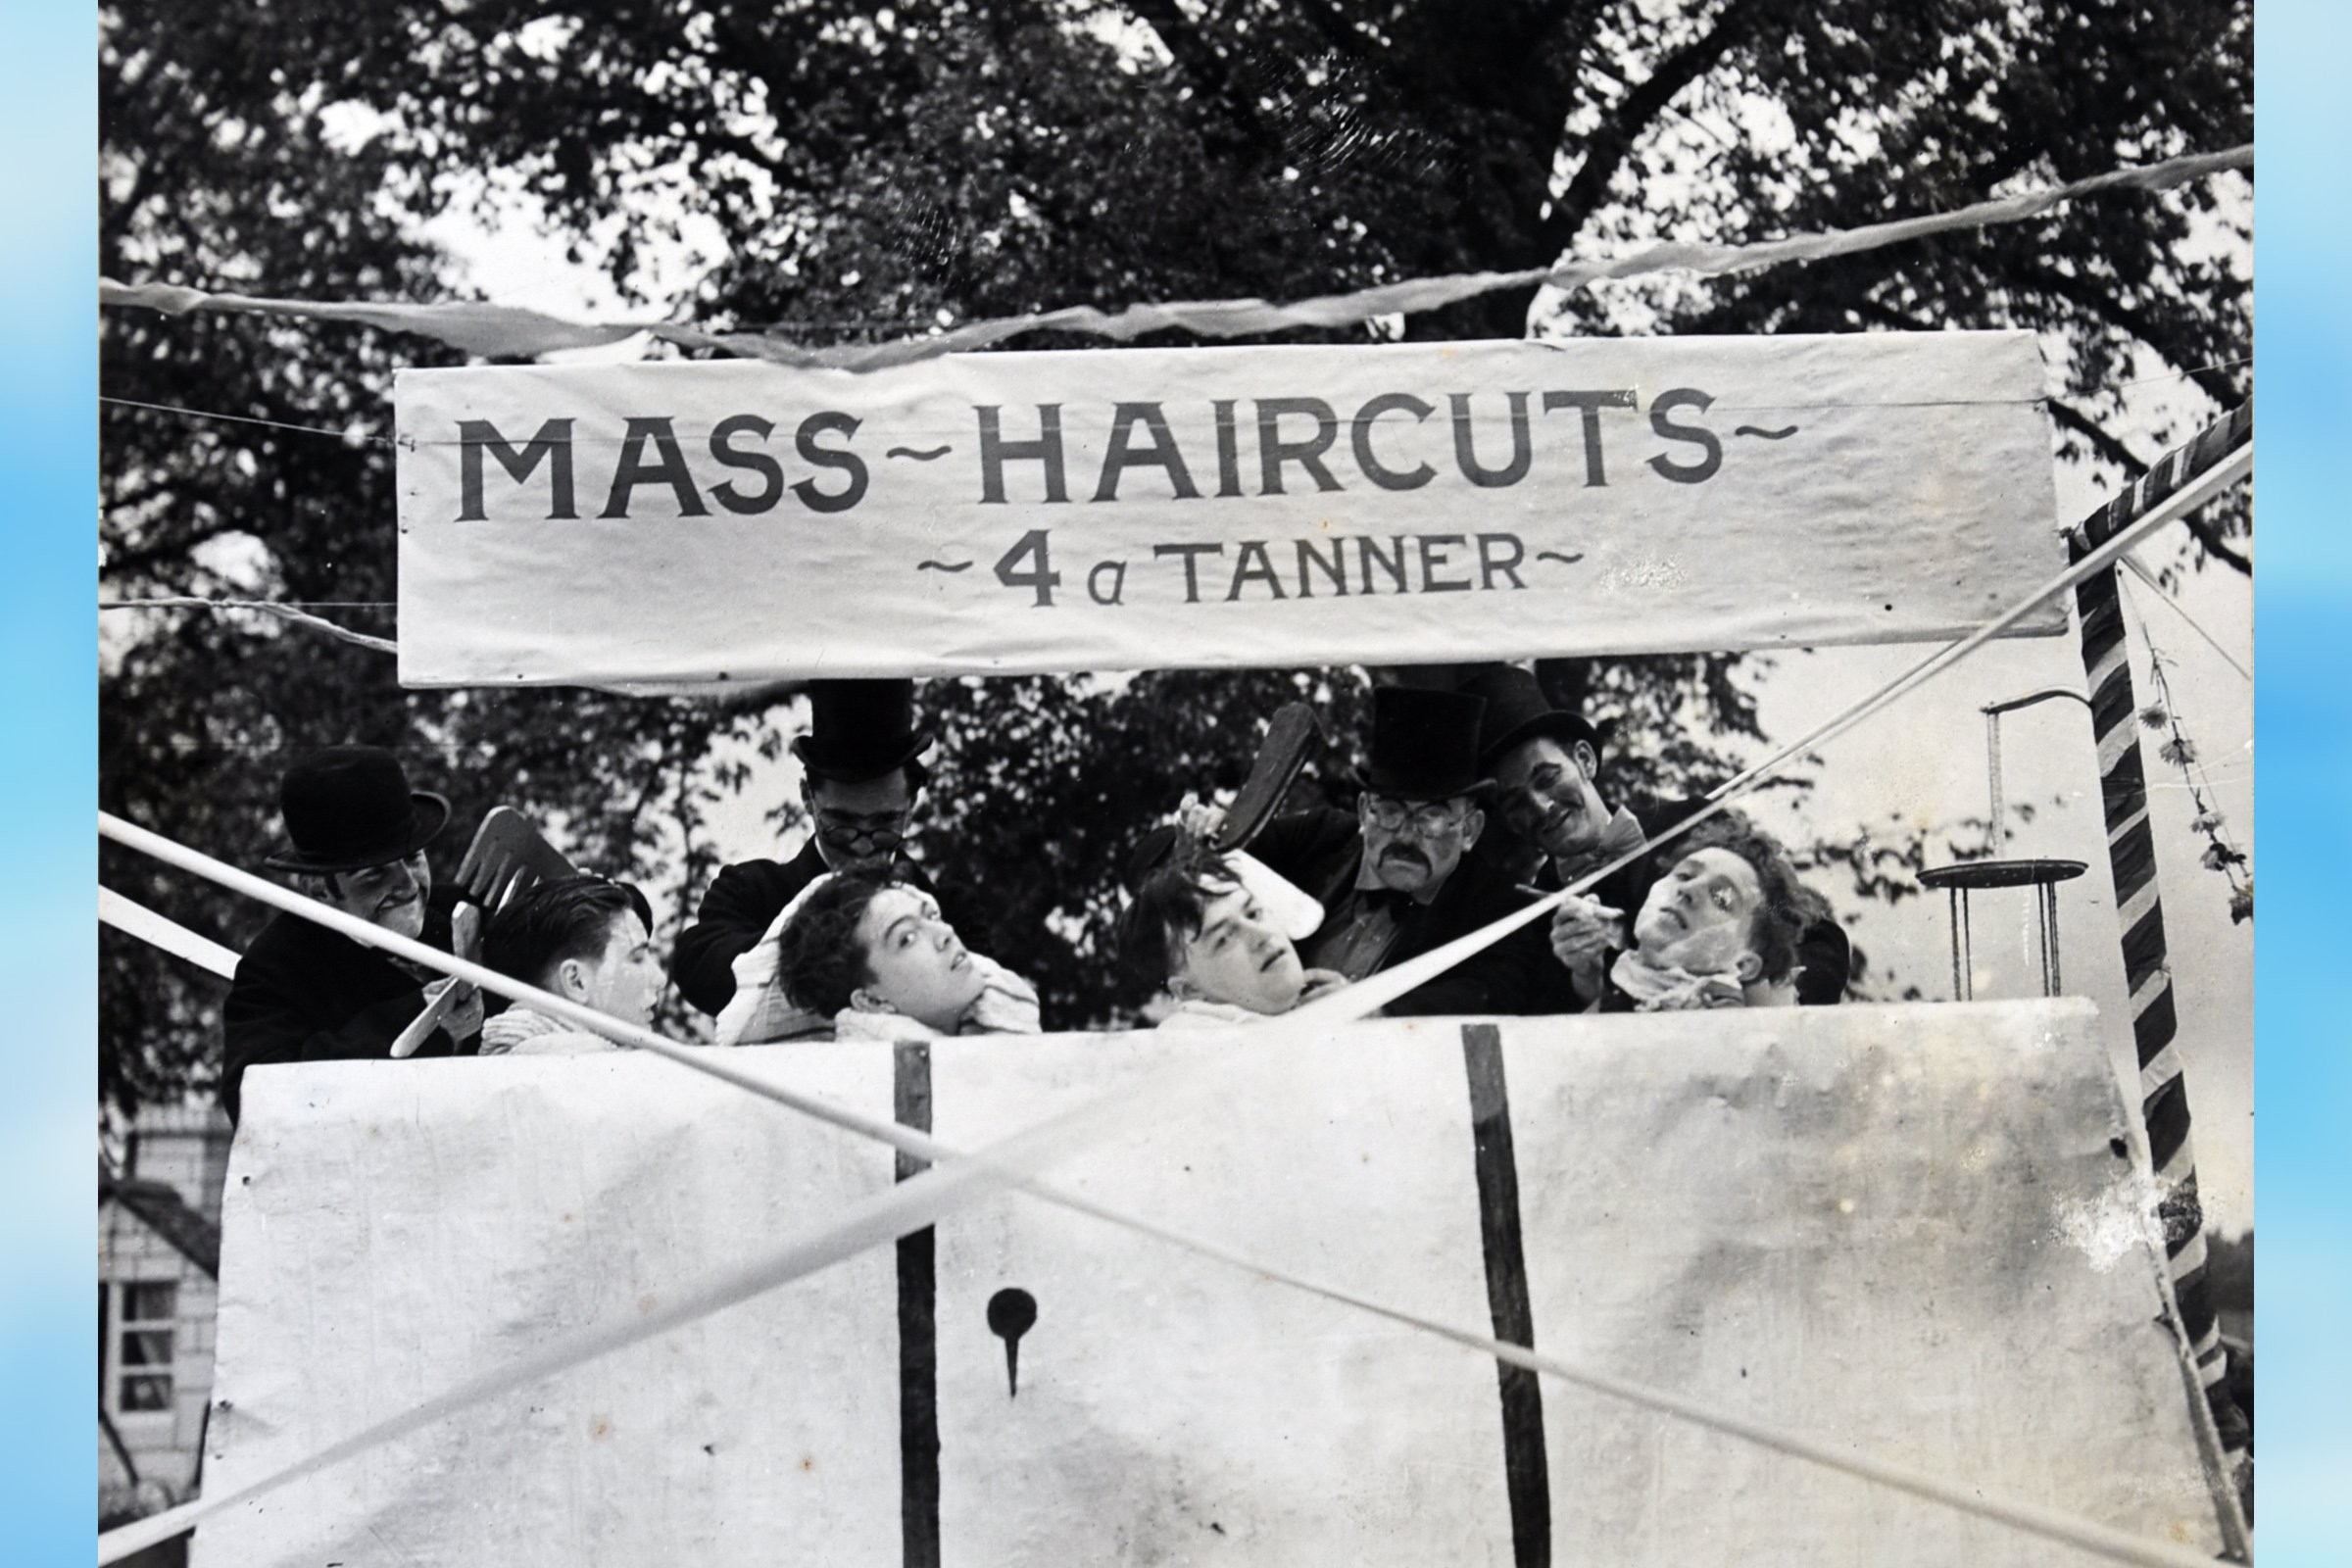 MASS~HAIRCUTS~
~4 a TANNER~